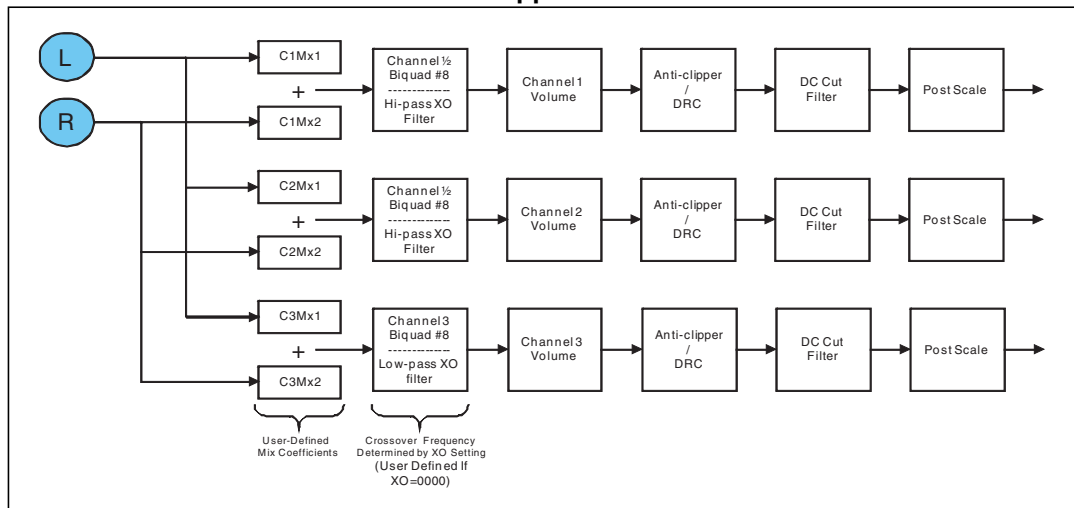 L
R
C1Mx1
+
C1Mx2
Channel ½
Biquad #8
--------------
Hi-pass XO
Filter
Channel 1
Volume
Anti-clipper
/
DRC
DC Cut
Filter
Post Scale
C2Mx1
+
C2Mx2
Channel ½
Biquad #8
--------------
Hi-pass XO
Filter
Channel 2
Volume
Anti-clipper
/
DRC
DC Cut
Filter
Post Scale
C3Mx1
+
C3Mx2
Channel 3
Biquad #8
--------------
Low-pass XO
filter
Channel 3
Volume
Anti-clipper
/
DRC
DC Cut
Filter
Post Scale
User-Defined
Mix Coefficients
Crossover Frequency
Determined by XO Setting
(User Defined If
XO=0000)